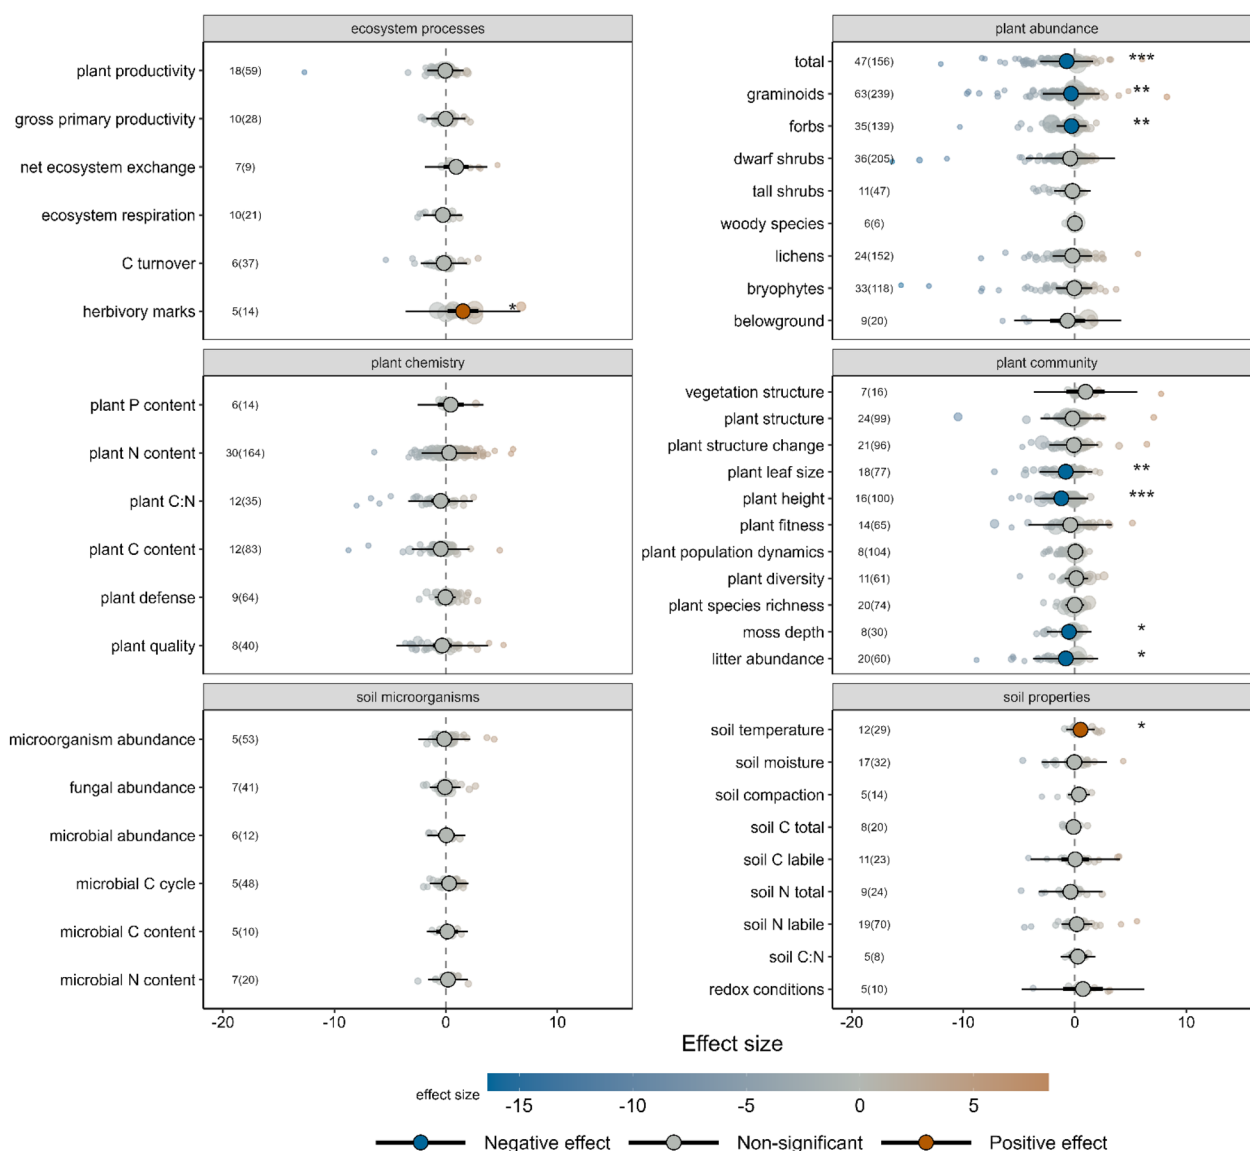 ecosystem processes
plant productivity 18(59)
gross primary productivity 10(28)
net ecosystem exchange 7(9)
ecosystem respiration 10(21)
C turnover 6(37)
herbivory marks 5(14) *
plant abundance
total 47(156) ***
graminoids 63(239) **
forbs 35(139) **
dwarf shrubs 36(205)
tall shrubs 11(47)
woody species 6(6)
lichens 24(152)
bryophytes 33(118)
belowground 9(20)
plant chemistry
plant P content 6(14)
plant N content 30(164)
plant C:N 12(35)
plant C content 12(83)
plant defense 9(64)
plant quality 8(40)
plant community
vegetation structure 7(16)
plant structure 24(99)
plant structure change 21(96)
plant leaf size 18(77) **
plant height 16(100) ***
plant fitness 14(65)
plant population dynamics 8(104)
plant diversity 11(61)
plant species richness 20(74)
moss depth 8(30) *
litter abundance 20(60) *
soil microorganisms
microorganism abundance 5(53)
fungal abundance 7(41)
microbial abundance 6(12)
microbial C cycle 5(48)
microbial C content 5(10)
microbial N content 7(20)
-20 -10 0 10
soil properties
soil temperature 12(29) *
soil moisture 17(32)
soil compaction 5(14)
soil C total 8(20)
soil C labile 11(23)
soil N total 9(24)
soil N labile 19(70)
soil C:N 5(8)
redox conditions 5(10)
-20 -10 0 10
Effect size
effect size -15 -10 -5 0 5
Negative effect Non-significant Positive effect